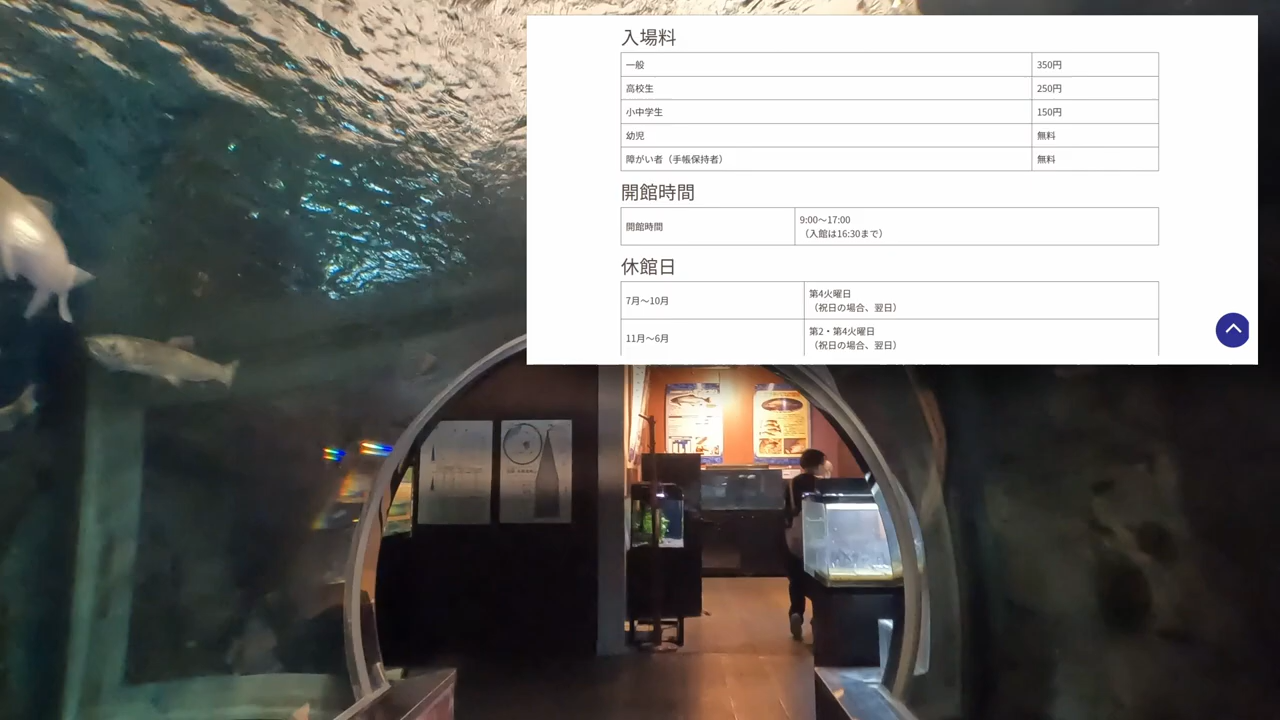 入場料
一般 350円
高校生 250円
小中学生 150円
幼児 無料
障がい者（手帳保持者） 無料
開館時間
開館時間 9:00〜17:00
（入館は16:30まで）
休館日
7月〜10月 第4火曜日
（祝日の場合、翌日）
11月〜6月 第2・第4火曜日
（祝日の場合、翌日）